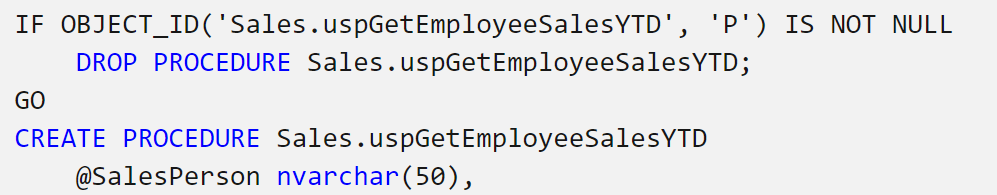 IF OBJECT_ID('Sales.uspGetEmployeeSalesYTD', 'P') IS NOT NULL
    DROP PROCEDURE Sales.uspGetEmployeeSalesYTD;
GO
CREATE PROCEDURE Sales.uspGetEmployeeSalesYTD
    @SalesPerson nvarchar(50),